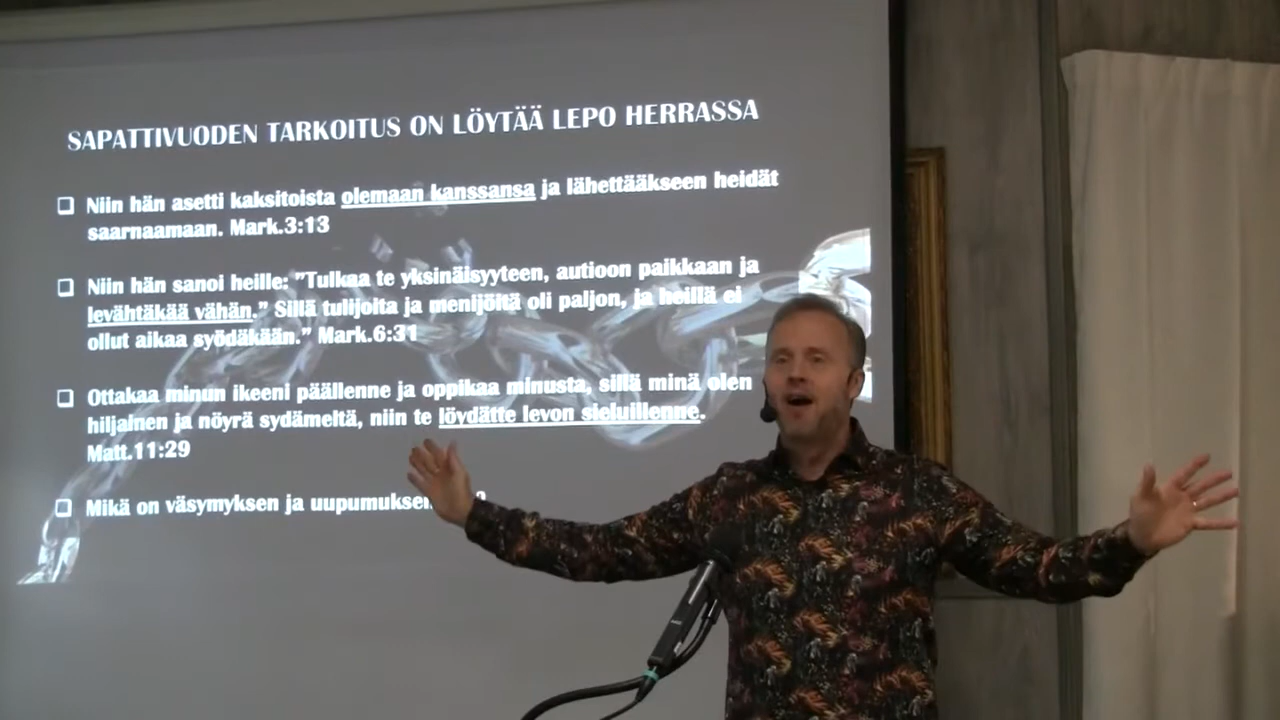 SAPATTIVUODEN TARKOITUS ON LÖYTÄÄ LEPO HERRASSA
Niin hän asetti kaksitoista olemaan kanssansa ja lähettääkseen heidät
saarnaamaan. Mark.3:13
Niin hän sanoi heille: "Tulkaa te yksinäisyyteen, autioon paikkaan ja
levähtäkää vähän." Sillä tulijoita ja menijöitä oli paljon, ja heillä ei
ollut aikaa syödäkään." Mark.6:31
Ottakaa minun ikeeni päällenne ja oppikaa minusta, sillä minä olen
hiljainen ja nöyrä sydämeltä, niin te löydätte levon sieluillenne.
Matt.11:29
Mikä on väsymyksen ja uupumuksen